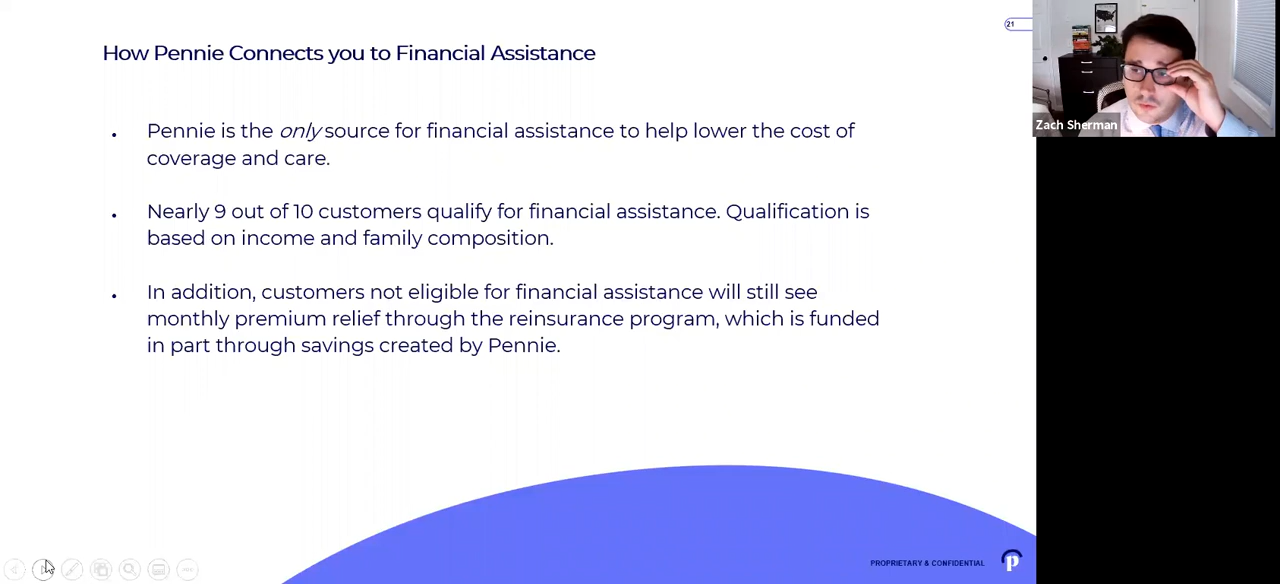 21
How Pennie Connects you to Financial Assistance
Zach Sherman
• Pennie is the only source for financial assistance to help lower the cost of
coverage and care.
• Nearly 9 out of 10 customers qualify for financial assistance. Qualification is
based on income and family composition.
• In addition, customers not eligible for financial assistance will still see
monthly premium relief through the reinsurance program, which is funded
in part through savings created by Pennie.
PROPRIETARY & CONFIDENTIAL
p